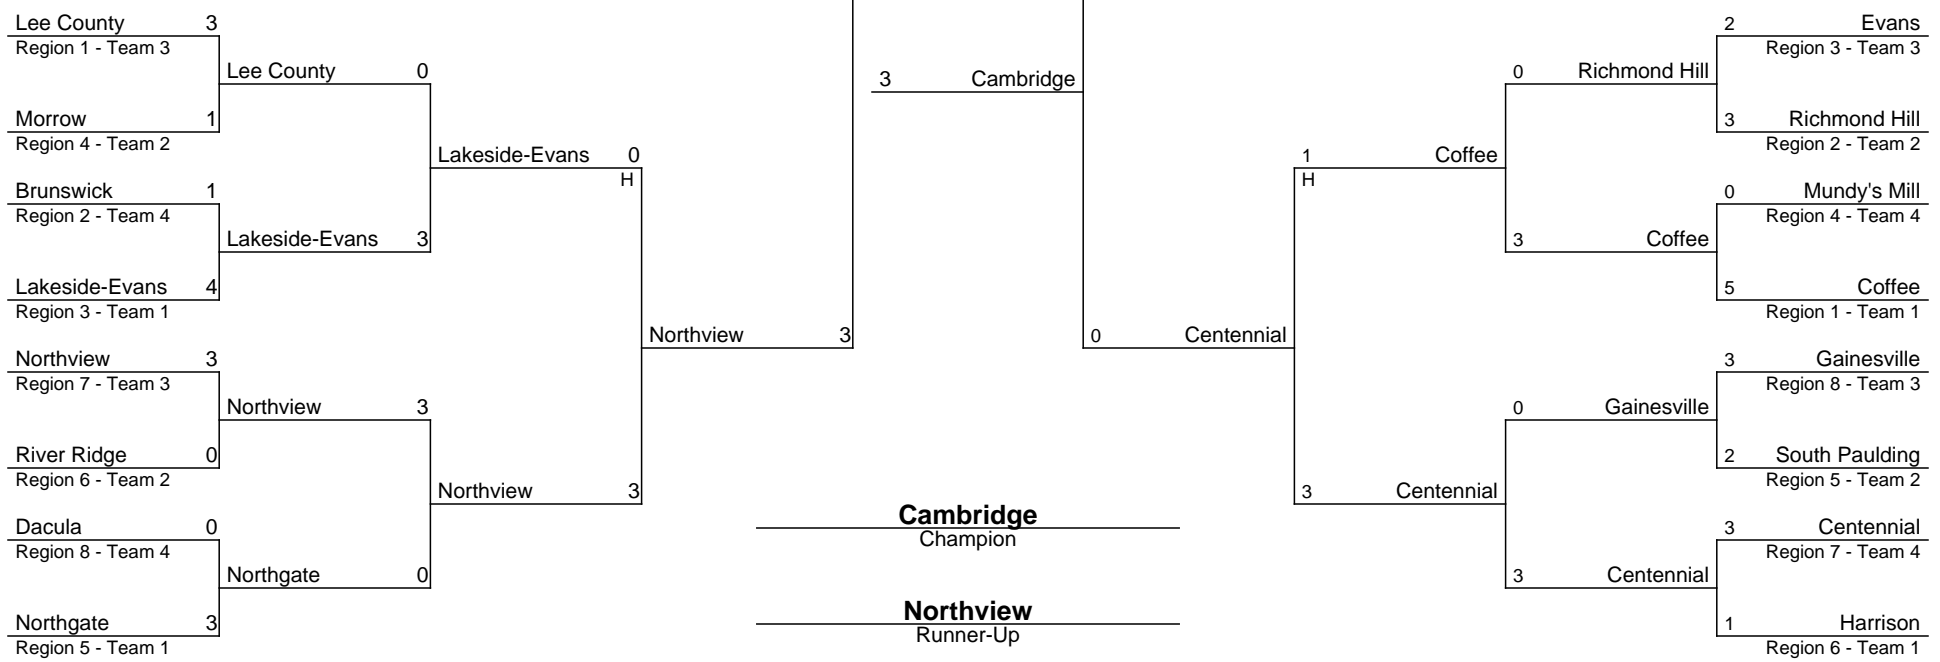 Lee County 3
Region 1 - Team 3
Morrow 1
Region 4 - Team 2
Brunswick 1
Region 2 - Team 4
Lakeside-Evans 4
Region 3 - Team 1
Northview 3
Region 7 - Team 3
River Ridge 0
Region 6 - Team 2
Dacula 0
Region 8 - Team 4
Northgate 3
Region 5 - Team 1
Lee County 0
Lakeside-Evans 3
Northview 3
Northgate 0
Lakeside-Evans 0
H
Northview 3
Northview 3
3 Cambridge
Cambridge
Champion
Northview
Runner-Up
0 Centennial
1 Coffee
H
3 Centennial
0 Richmond Hill
3 Coffee
0 Gainesville
3 Centennial
2 Evans
Region 3 - Team 3
3 Richmond Hill
Region 2 - Team 2
0 Mundy's Mill
Region 4 - Team 4
5 Coffee
Region 1 - Team 1
3 Gainesville
Region 8 - Team 3
2 South Paulding
Region 5 - Team 2
3 Centennial
Region 7 - Team 4
1 Harrison
Region 6 - Team 1